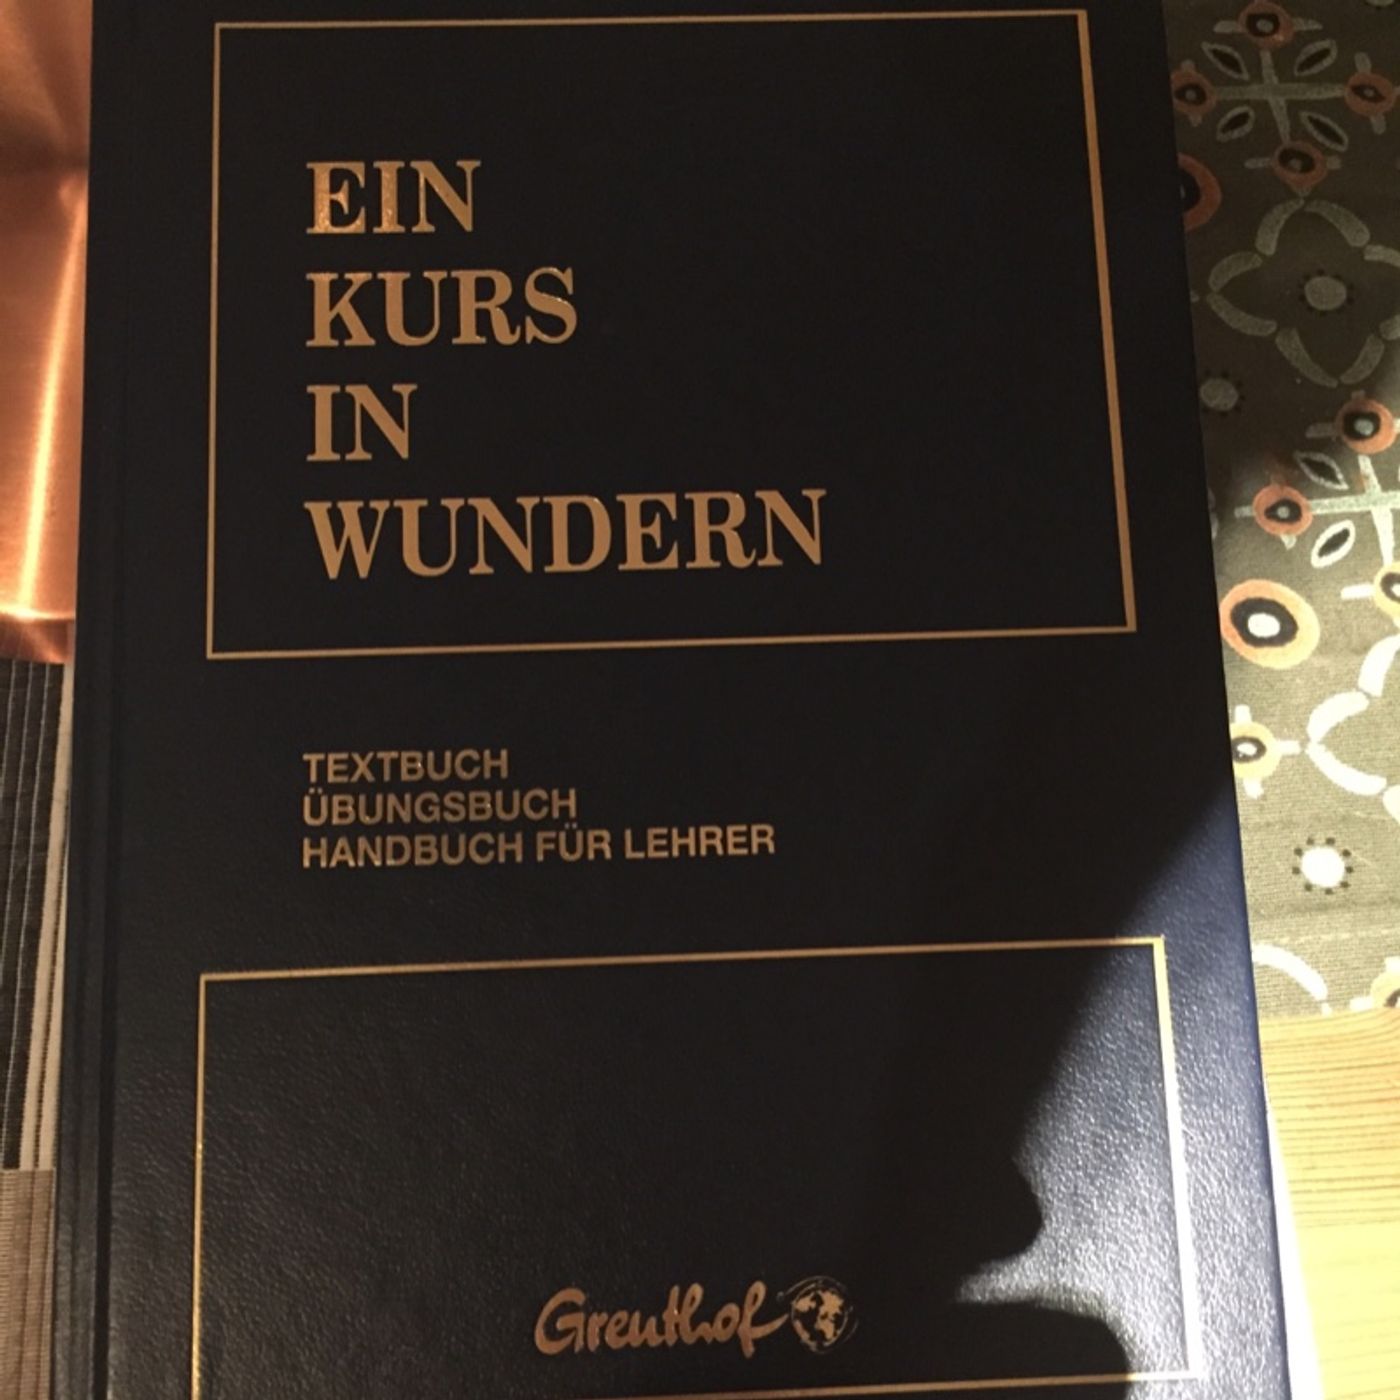 EIN
KURS
IN
WUNDERN
TEXTBUCH
ÜBUNGSBUCH
HANDBUCH FÜR LEHRER
Greuthof